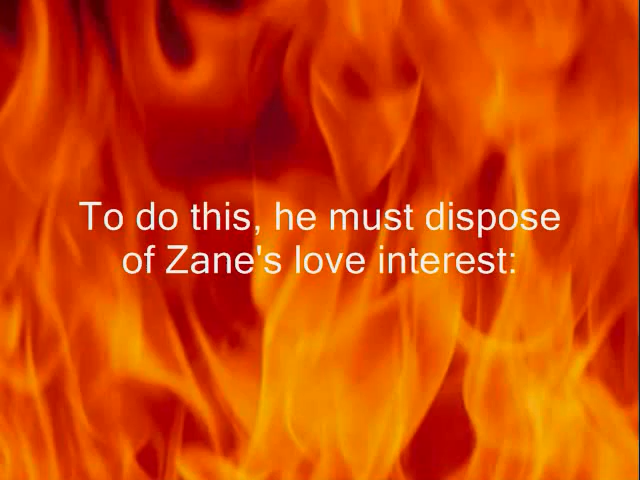 To do this, he must dispose
of Zane's love interest: